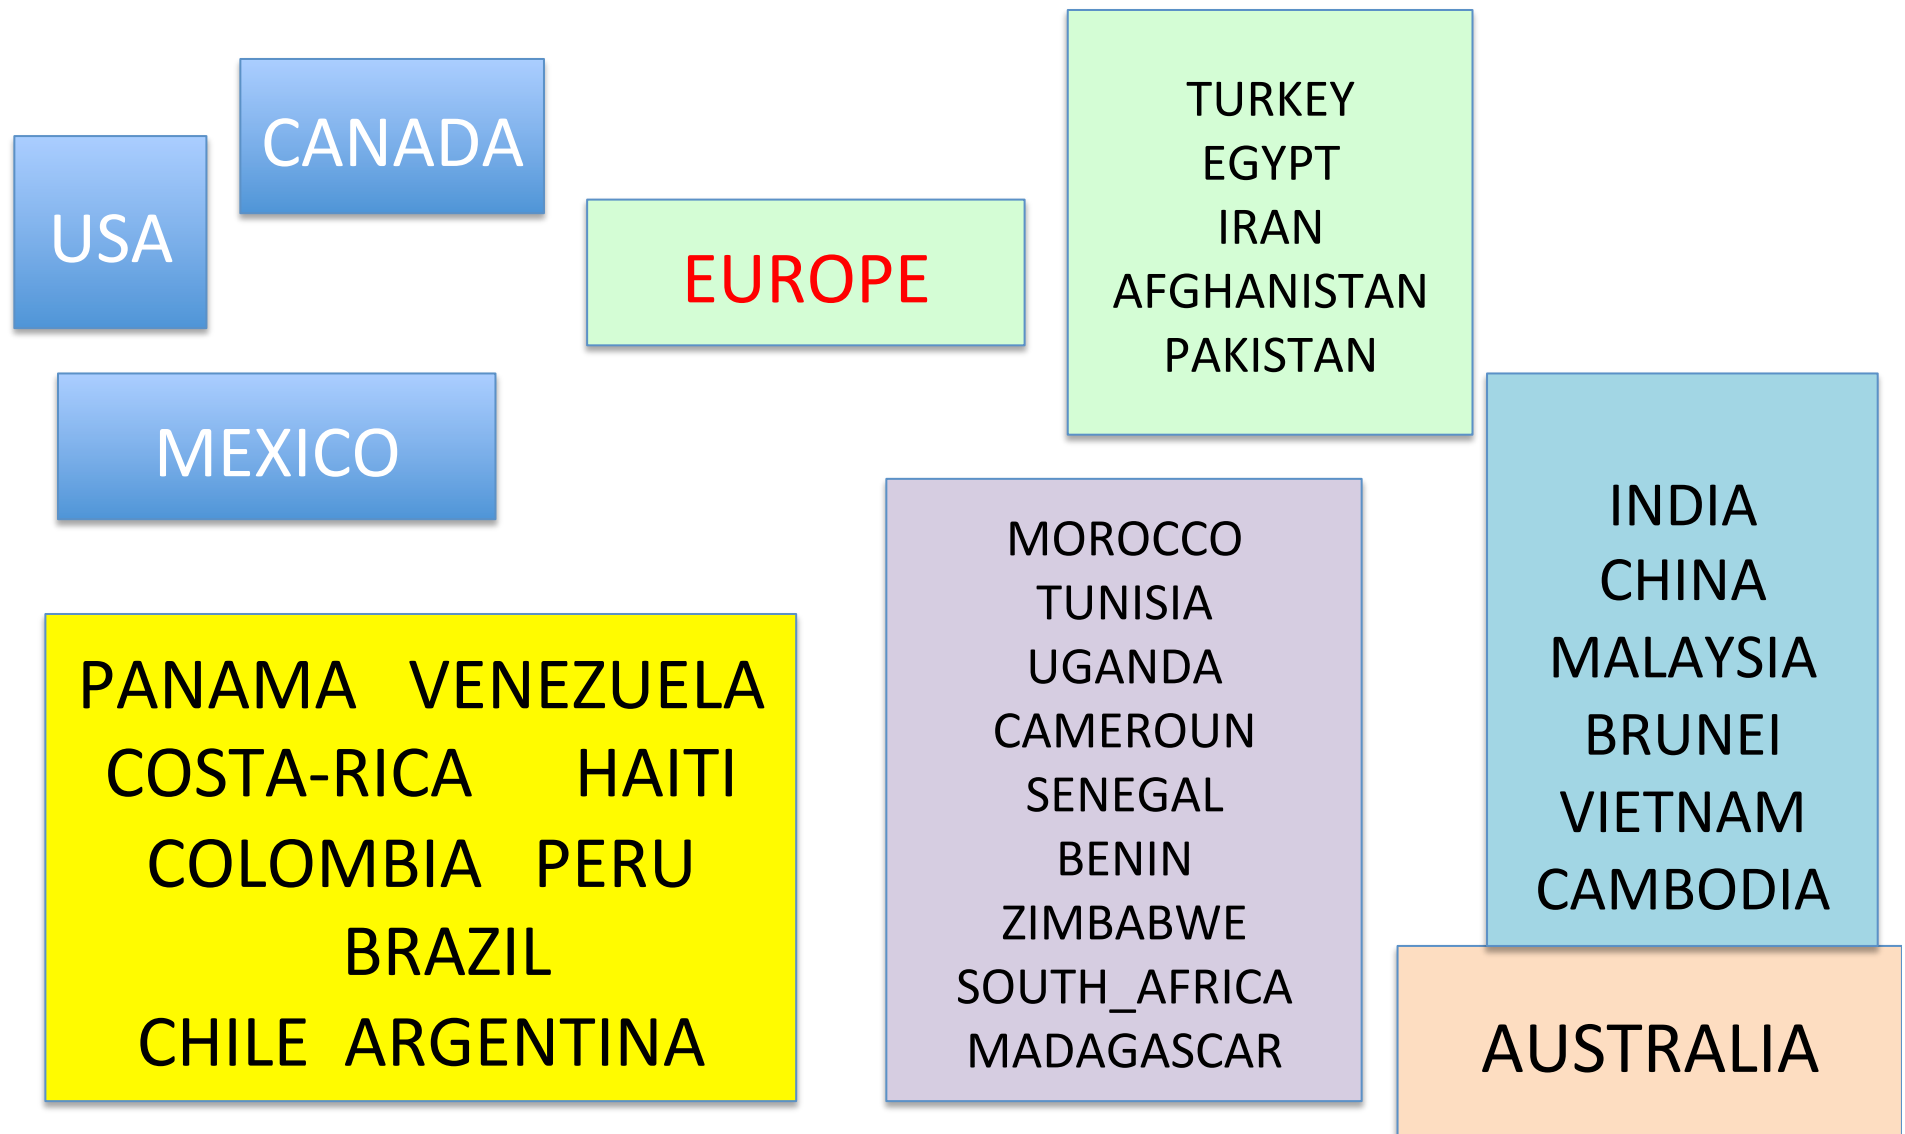 CANADA
USA
EUROPE
TURKEY
EGYPT
IRAN
AFGHANISTAN
PAKISTAN
MEXICO
PANAMA VENEZUELA
COSTA-RICA HAITI
COLOMBIA PERU
BRAZIL
CHILE ARGENTINA
MOROCCO
TUNISIA
UGANDA
CAMEROUN
SENEGAL
BENIN
ZIMBABWE
SOUTH_AFRICA
MADAGASCAR
INDIA
CHINA
MALAYSIA
BRUNEI
VIETNAM
CAMBODIA
AUSTRALIA